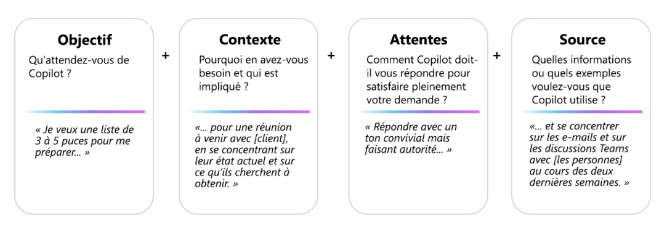 Objectif
Qu'attendez-vous de
Copilot ?
« Je veux une liste de
3 à 5 puces pour me
préparer... »
+
Contexte
Pourquoi en avez-vous
besoin et qui est
impliqué ?
«... pour une réunion
à venir avec [client],
en se concentrant sur
leur état actuel et sur
ce qu'ils cherchent à
obtenir. »
+
Attentes
Comment Copilot doit-
il vous répondre pour
satisfaire pleinement
votre demande ?
« Répondre avec un
ton convivial mais
faisant autorité... »
+
Source
Quelles informations
ou quels exemples
voulez-vous que
Copilot utilise ?
«... et se concentrer
sur les e-mails et sur
les discussions Teams
avec [les personnes]
au cours des deux
dernières semaines. »